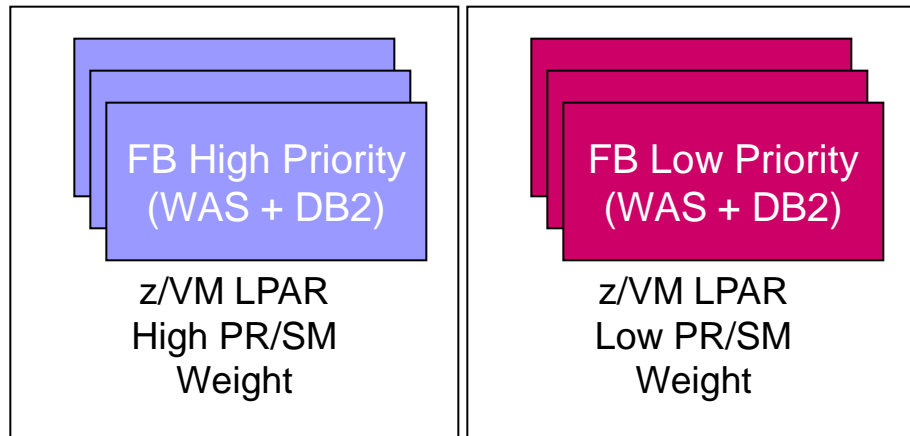 FB High Priority
(WAS + DB2)
z/VM LPAR
High PR/SM
Weight
FB Low Priority
(WAS + DB2)
z/VM LPAR
Low PR/SM
Weight